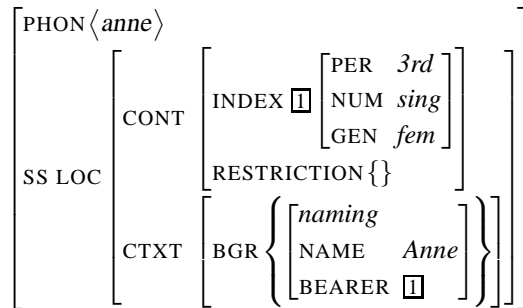 PHON ⟨anne⟩
PER 3rd
INDEX 1 NUM sing
CONT GEN fem
RESTRICTION {}
SS LOC
naming
CTXT BGR { NAME Anne }
BEARER 1